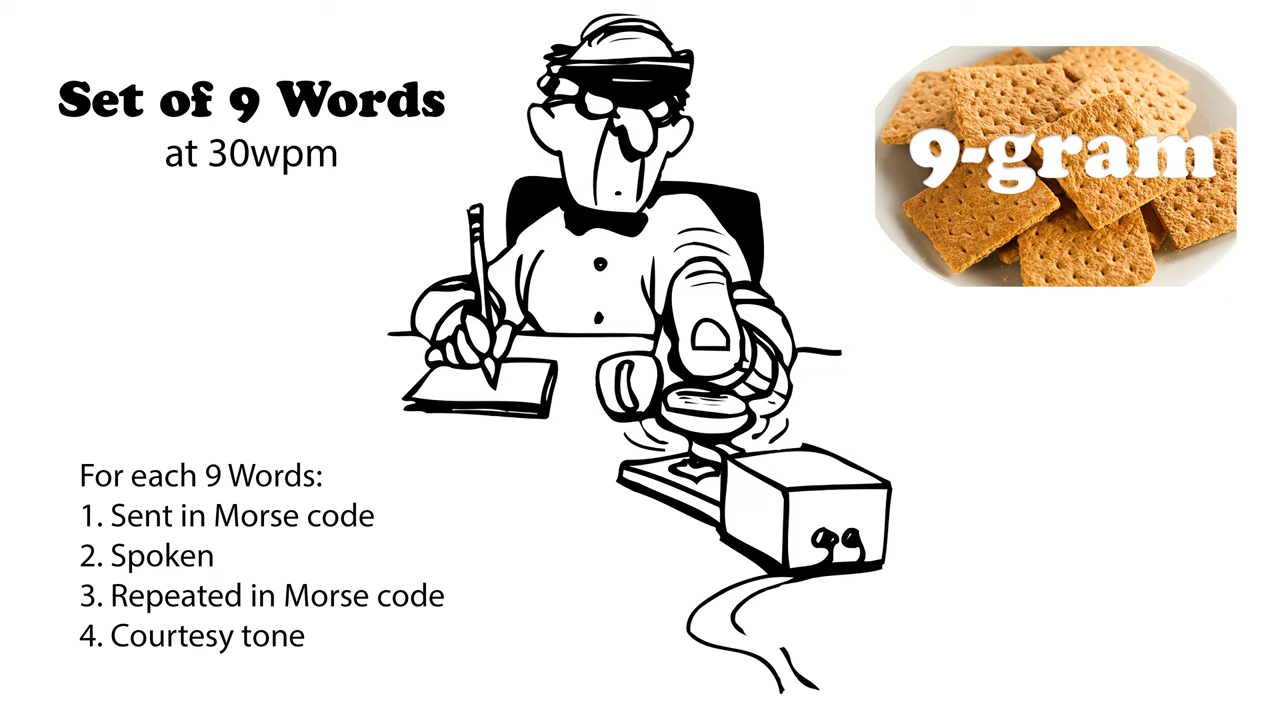 Set of 9 Words
at 30wpm
9-gram
For each 9 Words:
1. Sent in Morse code
2. Spoken
3. Repeated in Morse code
4. Courtesy tone